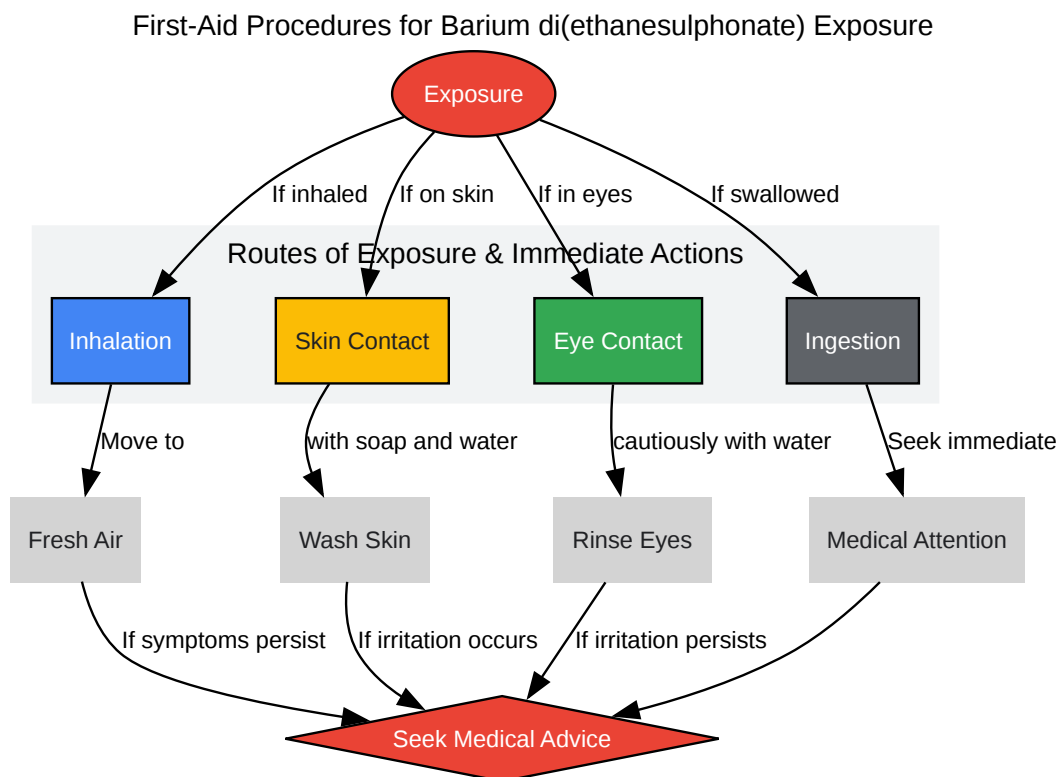 First-Aid Procedures for Barium di(ethanesulphonate) Exposure
Exposure
If inhaled
If on skin
If in eyes
If swallowed
Routes of Exposure & Immediate Actions
Inhalation
Skin Contact
Eye Contact
Ingestion
Move to
with soap and water
cautiously with water
Seek immediate
Fresh Air
Wash Skin
Rinse Eyes
Medical Attention
If symptoms persist
If irritation occurs
If irritation persists
Seek Medical Advice